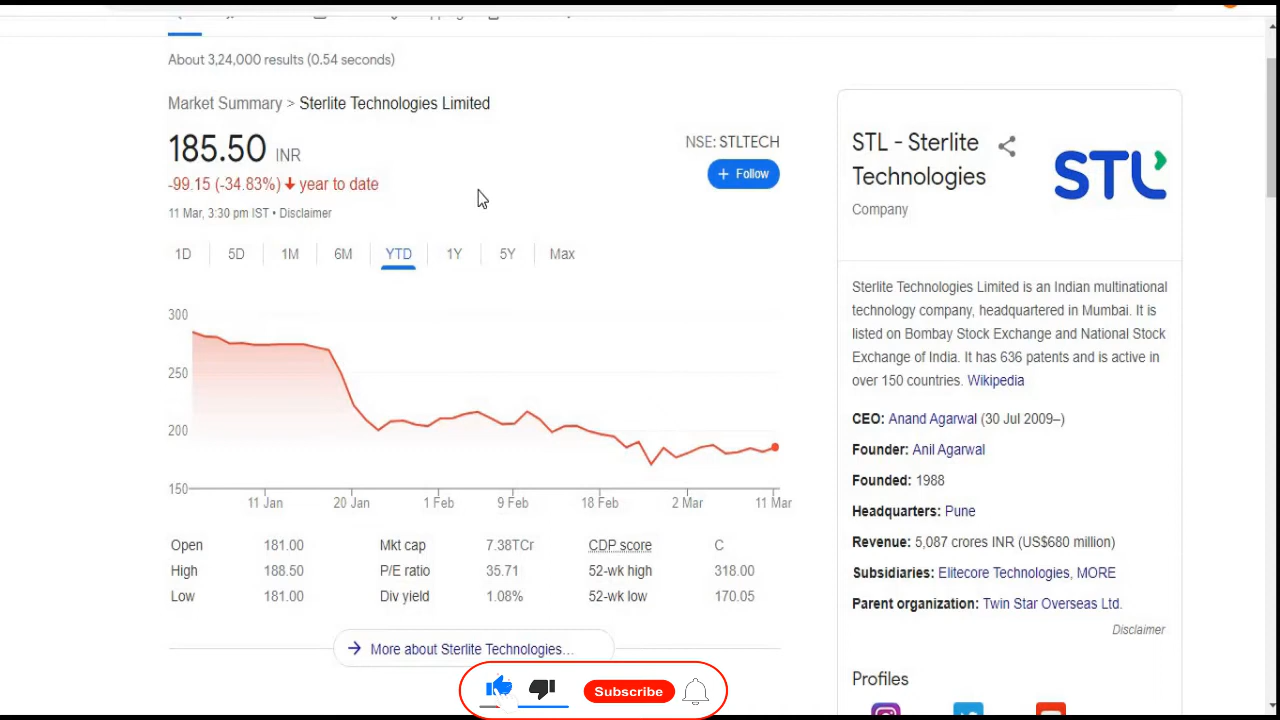 About 3,24,000 results (0.54 seconds)
Market Summary > Sterlite Technologies Limited
185.50 INR
-99.15 (-34.83%) ↓ year to date
11 Mar, 3:30 pm IST • Disclaimer
NSE: STLTECH
+ Follow
1D 5D 1M 6M YTD 1Y 5Y Max
300
250
200
150
11 Jan 20 Jan 1 Feb 9 Feb 18 Feb 2 Mar 11 Mar
Open 181.00 Mkt cap 7.38TCr CDP score C
High 188.50 P/E ratio 35.71 52-wk high 318.00
Low 181.00 Div yield 1.08% 52-wk low 170.05
→ More about Sterlite Technologies...
STL - Sterlite
Technologies
Company
STL
Sterlite Technologies Limited is an Indian multinational
technology company, headquartered in Mumbai. It is
listed on Bombay Stock Exchange and National Stock
Exchange of India. It has 636 patents and is active in
over 150 countries. Wikipedia
CEO: Anand Agarwal (30 Jul 2009–)
Founder: Anil Agarwal
Founded: 1988
Headquarters: Pune
Revenue: 5,087 crores INR (US$680 million)
Subsidiaries: Elitecore Technologies, MORE
Parent organization: Twin Star Overseas Ltd.
Disclaimer
Profiles
Subscribe